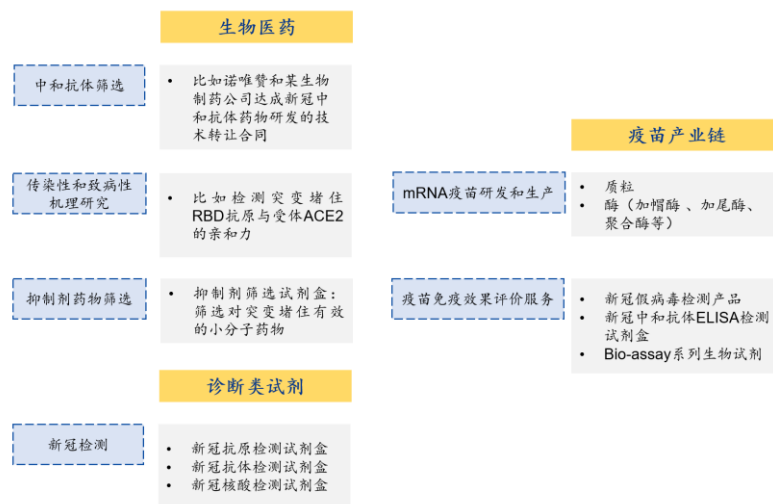 生物医药
中和抗体筛选
• 比如诺唯赞和某生物
制药公司达成新冠中
和抗体药物研发的技
术转让合同
传染性和致病性
机理研究
• 比如检测突变堵住
RBD抗原与受体ACE2
的亲和力
抑制剂药物筛选
• 抑制剂筛选试剂盒：
筛选对突变堵住有效
的小分子药物
诊断类试剂
新冠检测
• 新冠抗原检测试剂盒
• 新冠抗体检测试剂盒
• 新冠核酸检测试剂盒
疫苗产业链
mRNA疫苗研发和生产
• 质粒
• 酶（加帽酶、加尾酶、
聚合酶等）
疫苗免疫效果评价服务
• 新冠假病毒检测产品
• 新冠中和抗体ELISA检测
试剂盒
• Bio-assay系列生物试剂